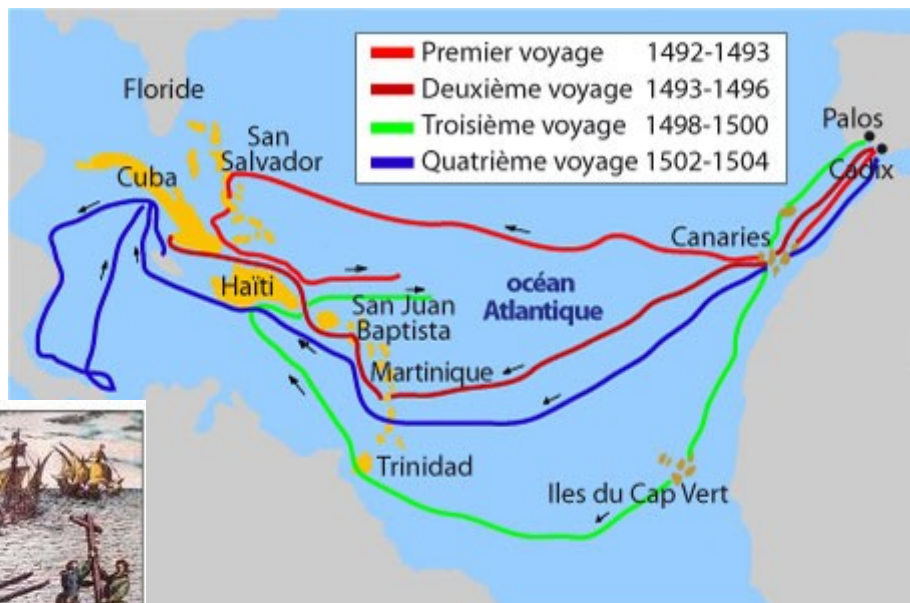 Premier voyage 1492-1493
Deuxième voyage 1493-1496
Troisième voyage 1498-1500
Quatrième voyage 1502-1504
Floride
San
Salvador
Cuba
Palos
Cadix
Canaries
océan
Atlantique
Haïti
San Juan
Baptista
Martinique
Trinidad
Iles du Cap Vert